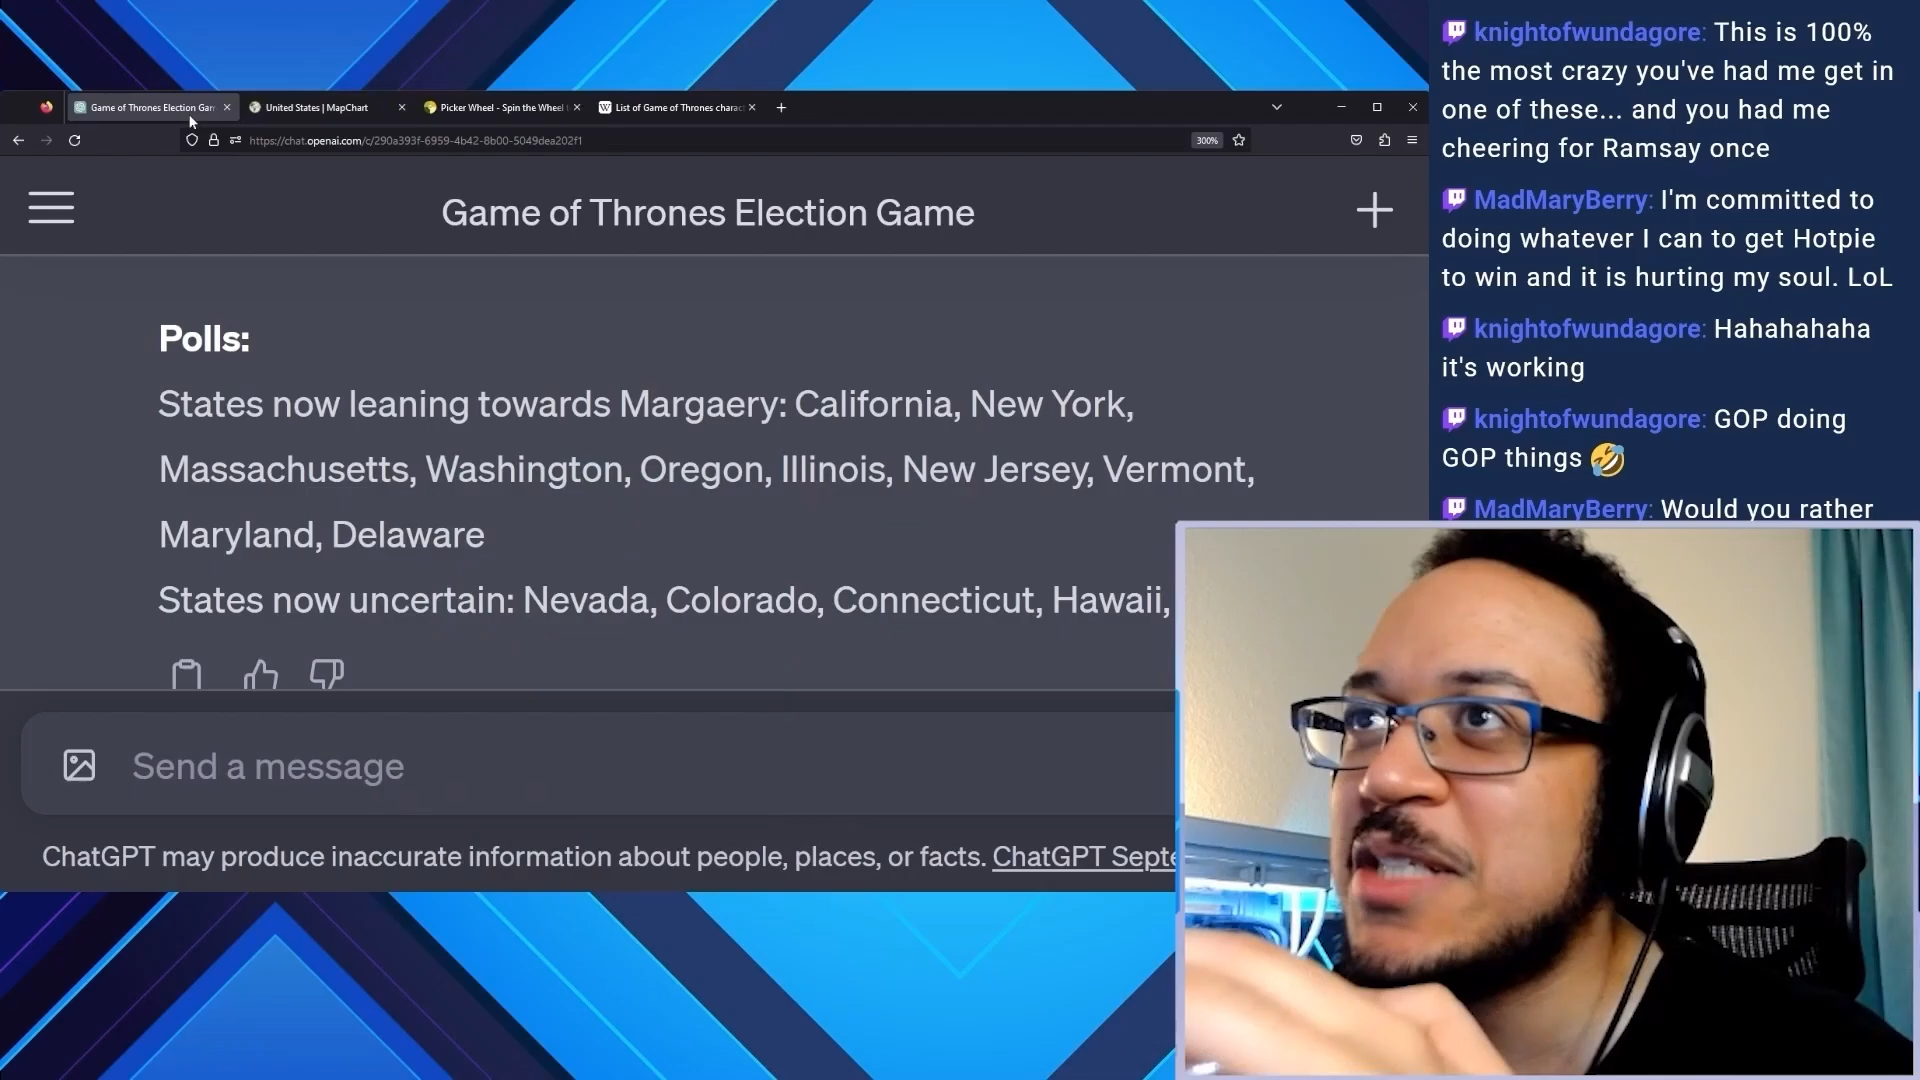 Game of Thrones Election Gam
United States | MapChart
Picker Wheel - Spin the Wheel t
List of Game of Thrones charact
https://chat.openai.com/c/290a393f-6959-4b42-8b00-5049dea202f1
300%
Game of Thrones Election Game
Polls:
States now leaning towards Margaery: California, New York,
Massachusetts, Washington, Oregon, Illinois, New Jersey, Vermont,
Maryland, Delaware
States now uncertain: Nevada, Colorado, Connecticut, Hawaii,
Send a message
ChatGPT may produce inaccurate information about people, places, or facts. ChatGPT Septe
knightofwundagore: This is 100%
the most crazy you've had me get in
one of these... and you had me
cheering for Ramsay once
MadMaryBerry: I'm committed to
doing whatever I can to get Hotpie
to win and it is hurting my soul. LoL
knightofwundagore: Hahahahaha
it's working
knightofwundagore: GOP doing
GOP things 🤣
MadMaryBerry: Would you rather